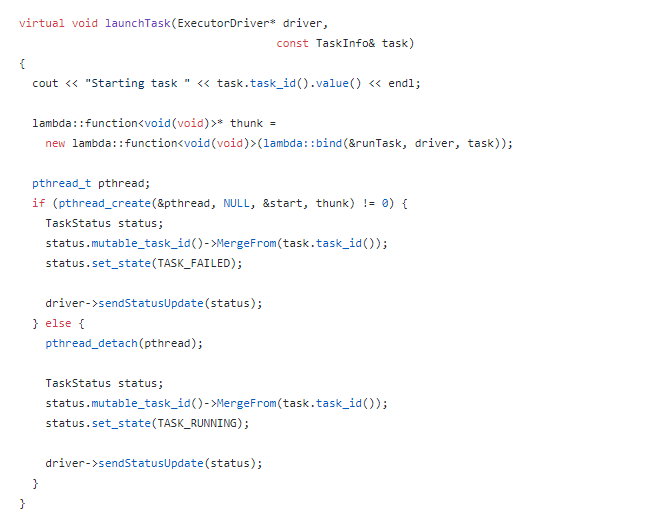 virtual void launchTask(ExecutorDriver* driver,
                                       const TaskInfo& task)
{
  cout << "Starting task " << task.task_id().value() << endl;

  lambda::function<void(void)>* thunk =
    new lambda::function<void(void)>(lambda::bind(&runTask, driver, task));

  pthread_t pthread;
  if (pthread_create(&pthread, NULL, &start, thunk) != 0) {
    TaskStatus status;
    status.mutable_task_id()->MergeFrom(task.task_id());
    status.set_state(TASK_FAILED);

    driver->sendStatusUpdate(status);
  } else {
    pthread_detach(pthread);

    TaskStatus status;
    status.mutable_task_id()->MergeFrom(task.task_id());
    status.set_state(TASK_RUNNING);

    driver->sendStatusUpdate(status);
  }
}